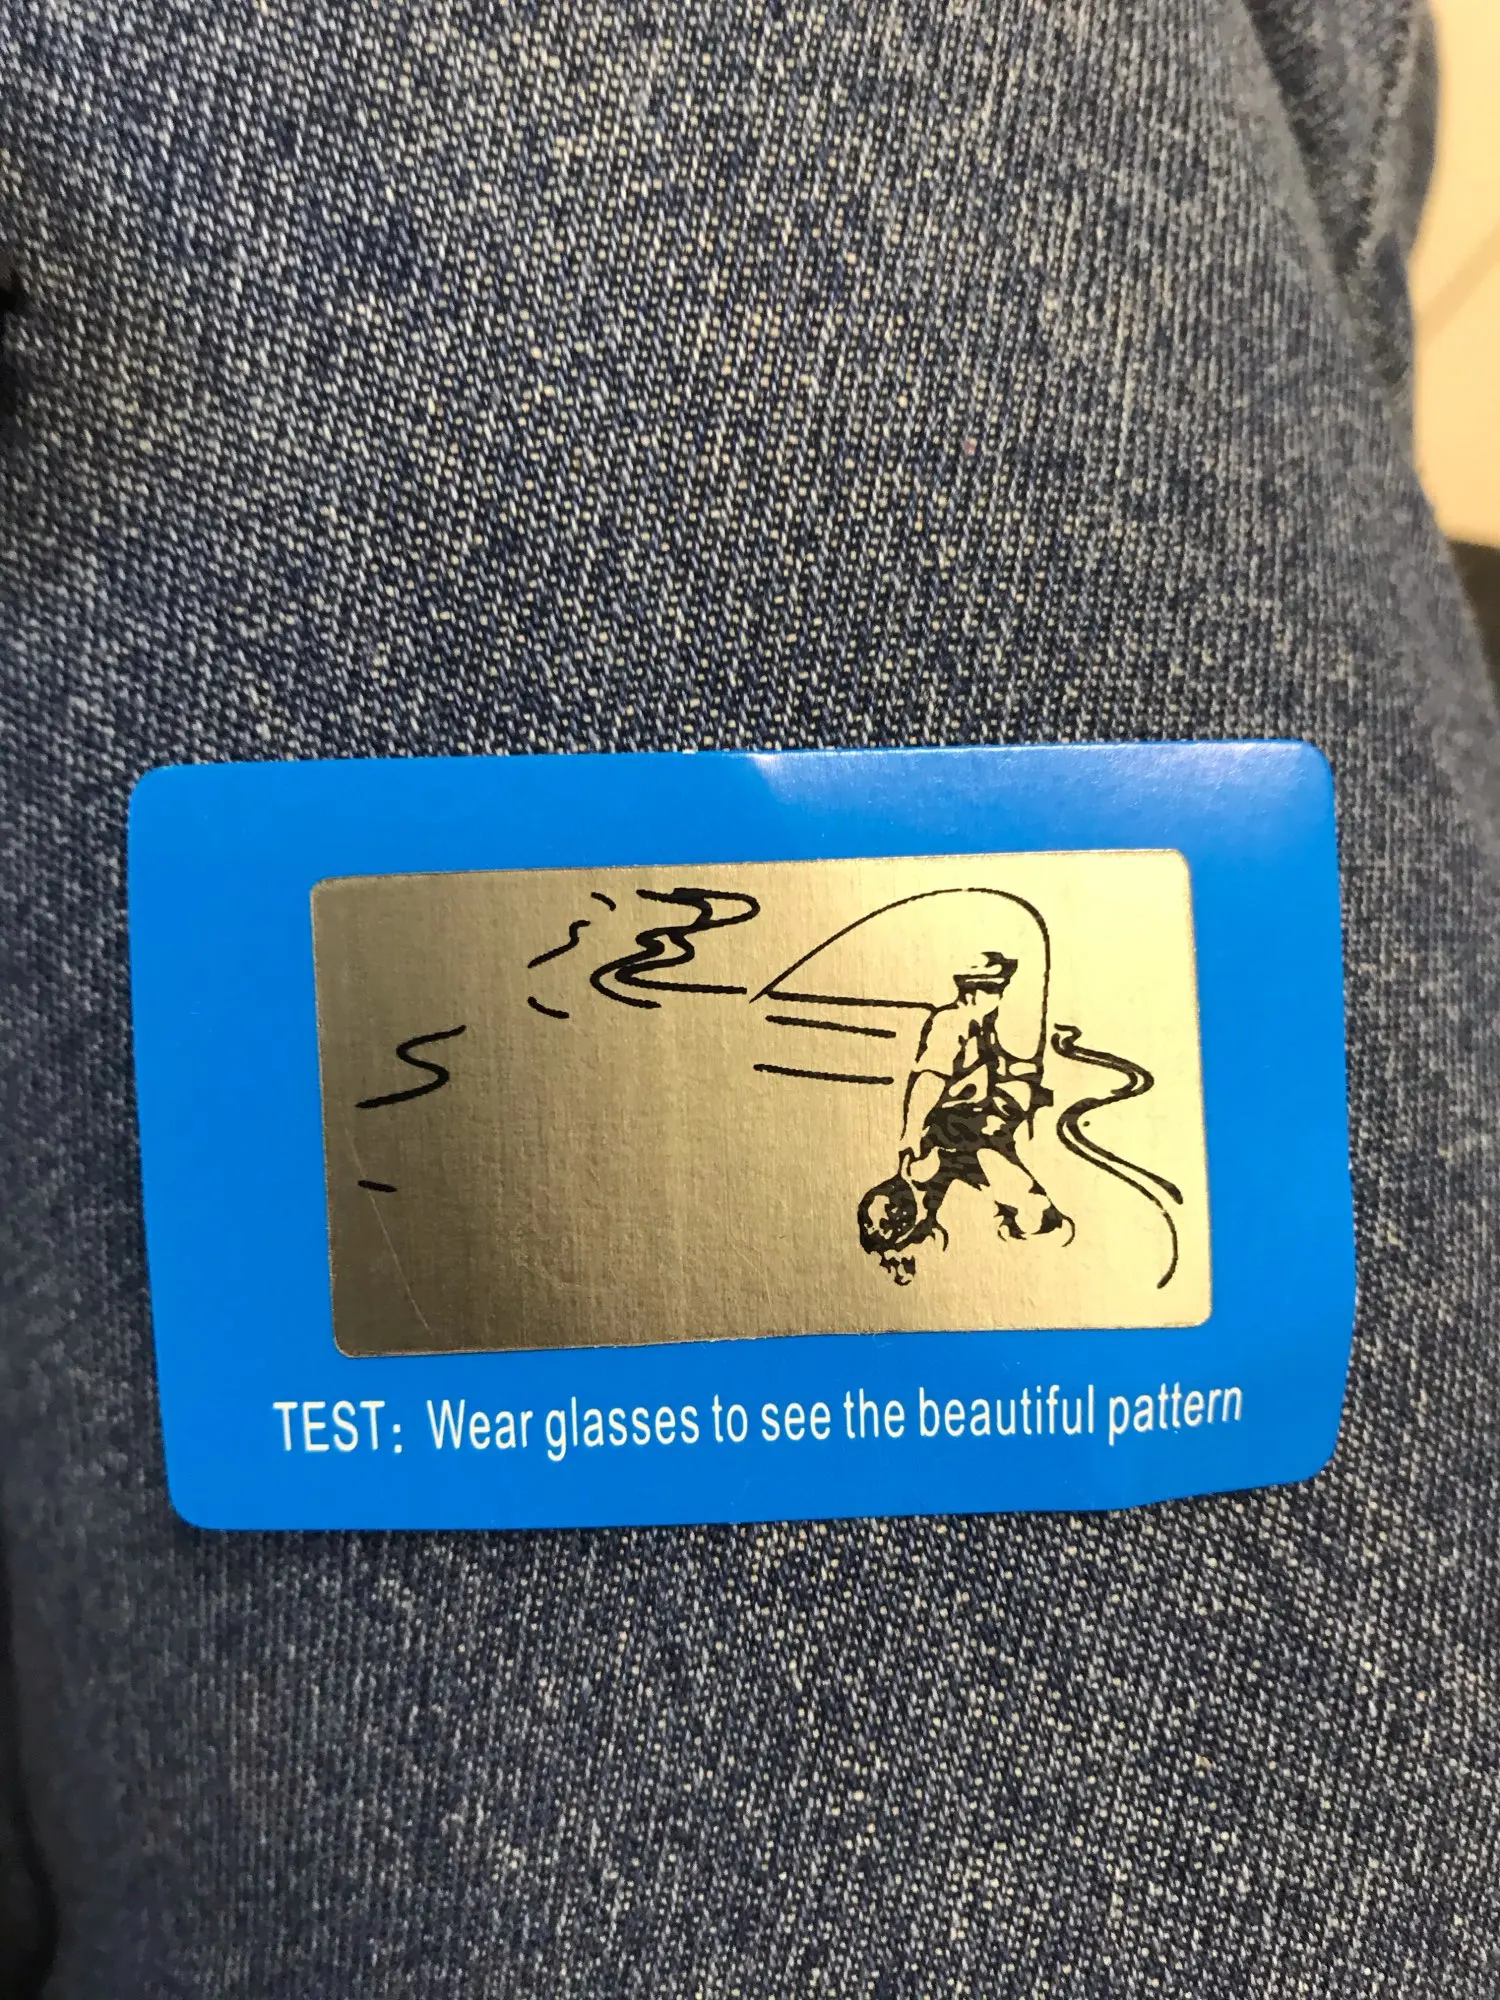 TEST: Wear glasses to see the beautiful pattern